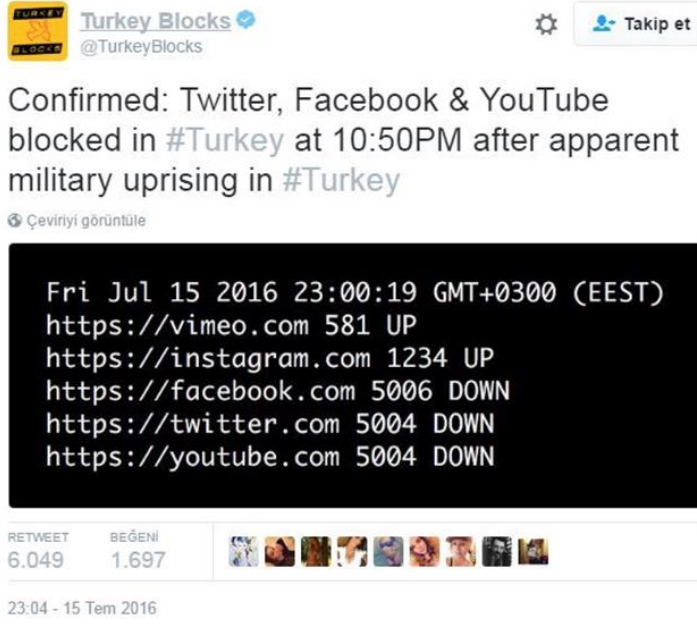 TURKEY
BLOCKS
Turkey Blocks
@TurkeyBlocks
Takip et
Confirmed: Twitter, Facebook & YouTube
blocked in #Turkey at 10:50PM after apparent
military uprising in #Turkey
Çeviriyi görüntüle
Fri Jul 15 2016 23:00:19 GMT+0300 (EEST)
https://vimeo.com 581 UP
https://instagram.com 1234 UP
https://facebook.com 5006 DOWN
https://twitter.com 5004 DOWN
https://youtube.com 5004 DOWN
RETWEET BEĞENİ
6.049 1.697
23:04 - 15 Tem 2016